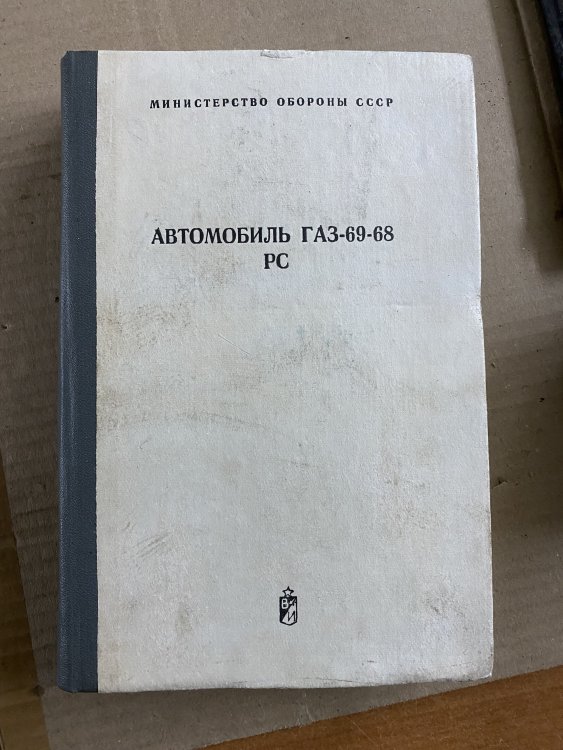 МИНИСТЕРСТВО ОБОРОНЫ СССР
АВТОМОБИЛЬ ГАЗ-69-68
РС
В
И